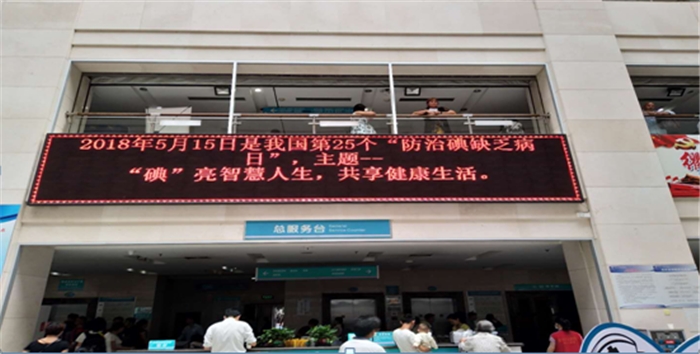 2018年5月15日是我国第25个“防治碘缺乏病
日”，主题--
“碘”亮智慧人生，共享健康生活。
总服务台